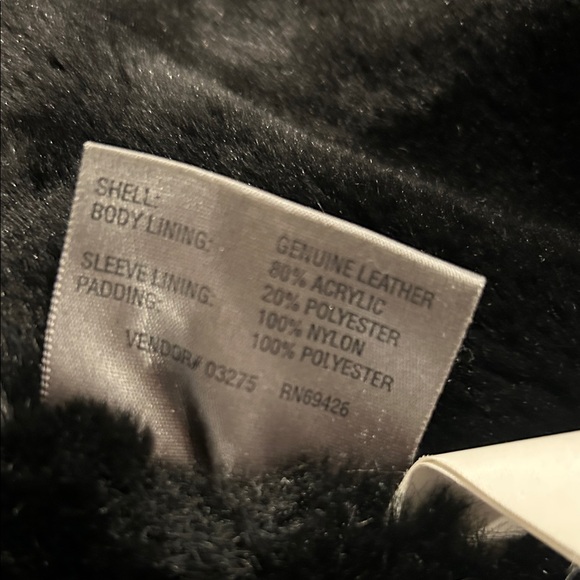 SHELL: GENUINE LEATHER
BODY LINING: 80% ACRYLIC
20% POLYESTER
SLEEVE LINING: 100% NYLON
PADDING: 100% POLYESTER
VENDOR# 03275 RN69426